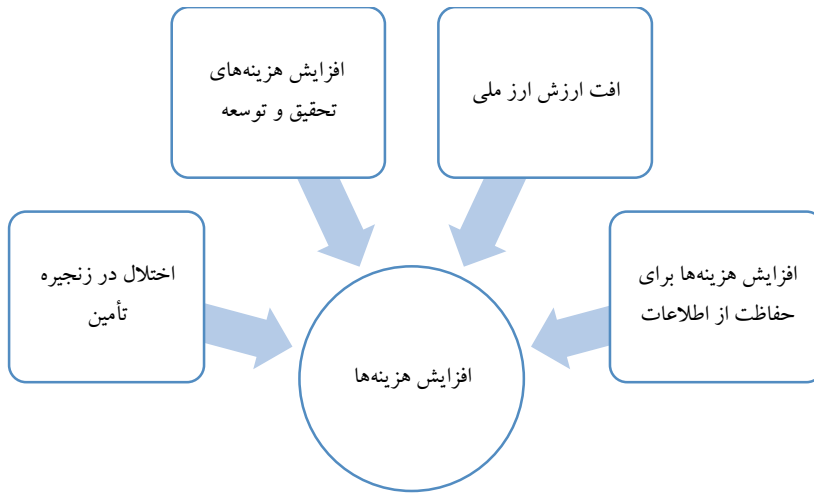 افت ارزش ارز ملی
افزایش هزینه‌های
تحقیق و توسعه
افزایش هزینه‌ها برای
حفاظت از اطلاعات
اختلال در زنجیره
تأمین
افزایش هزینه‌ها